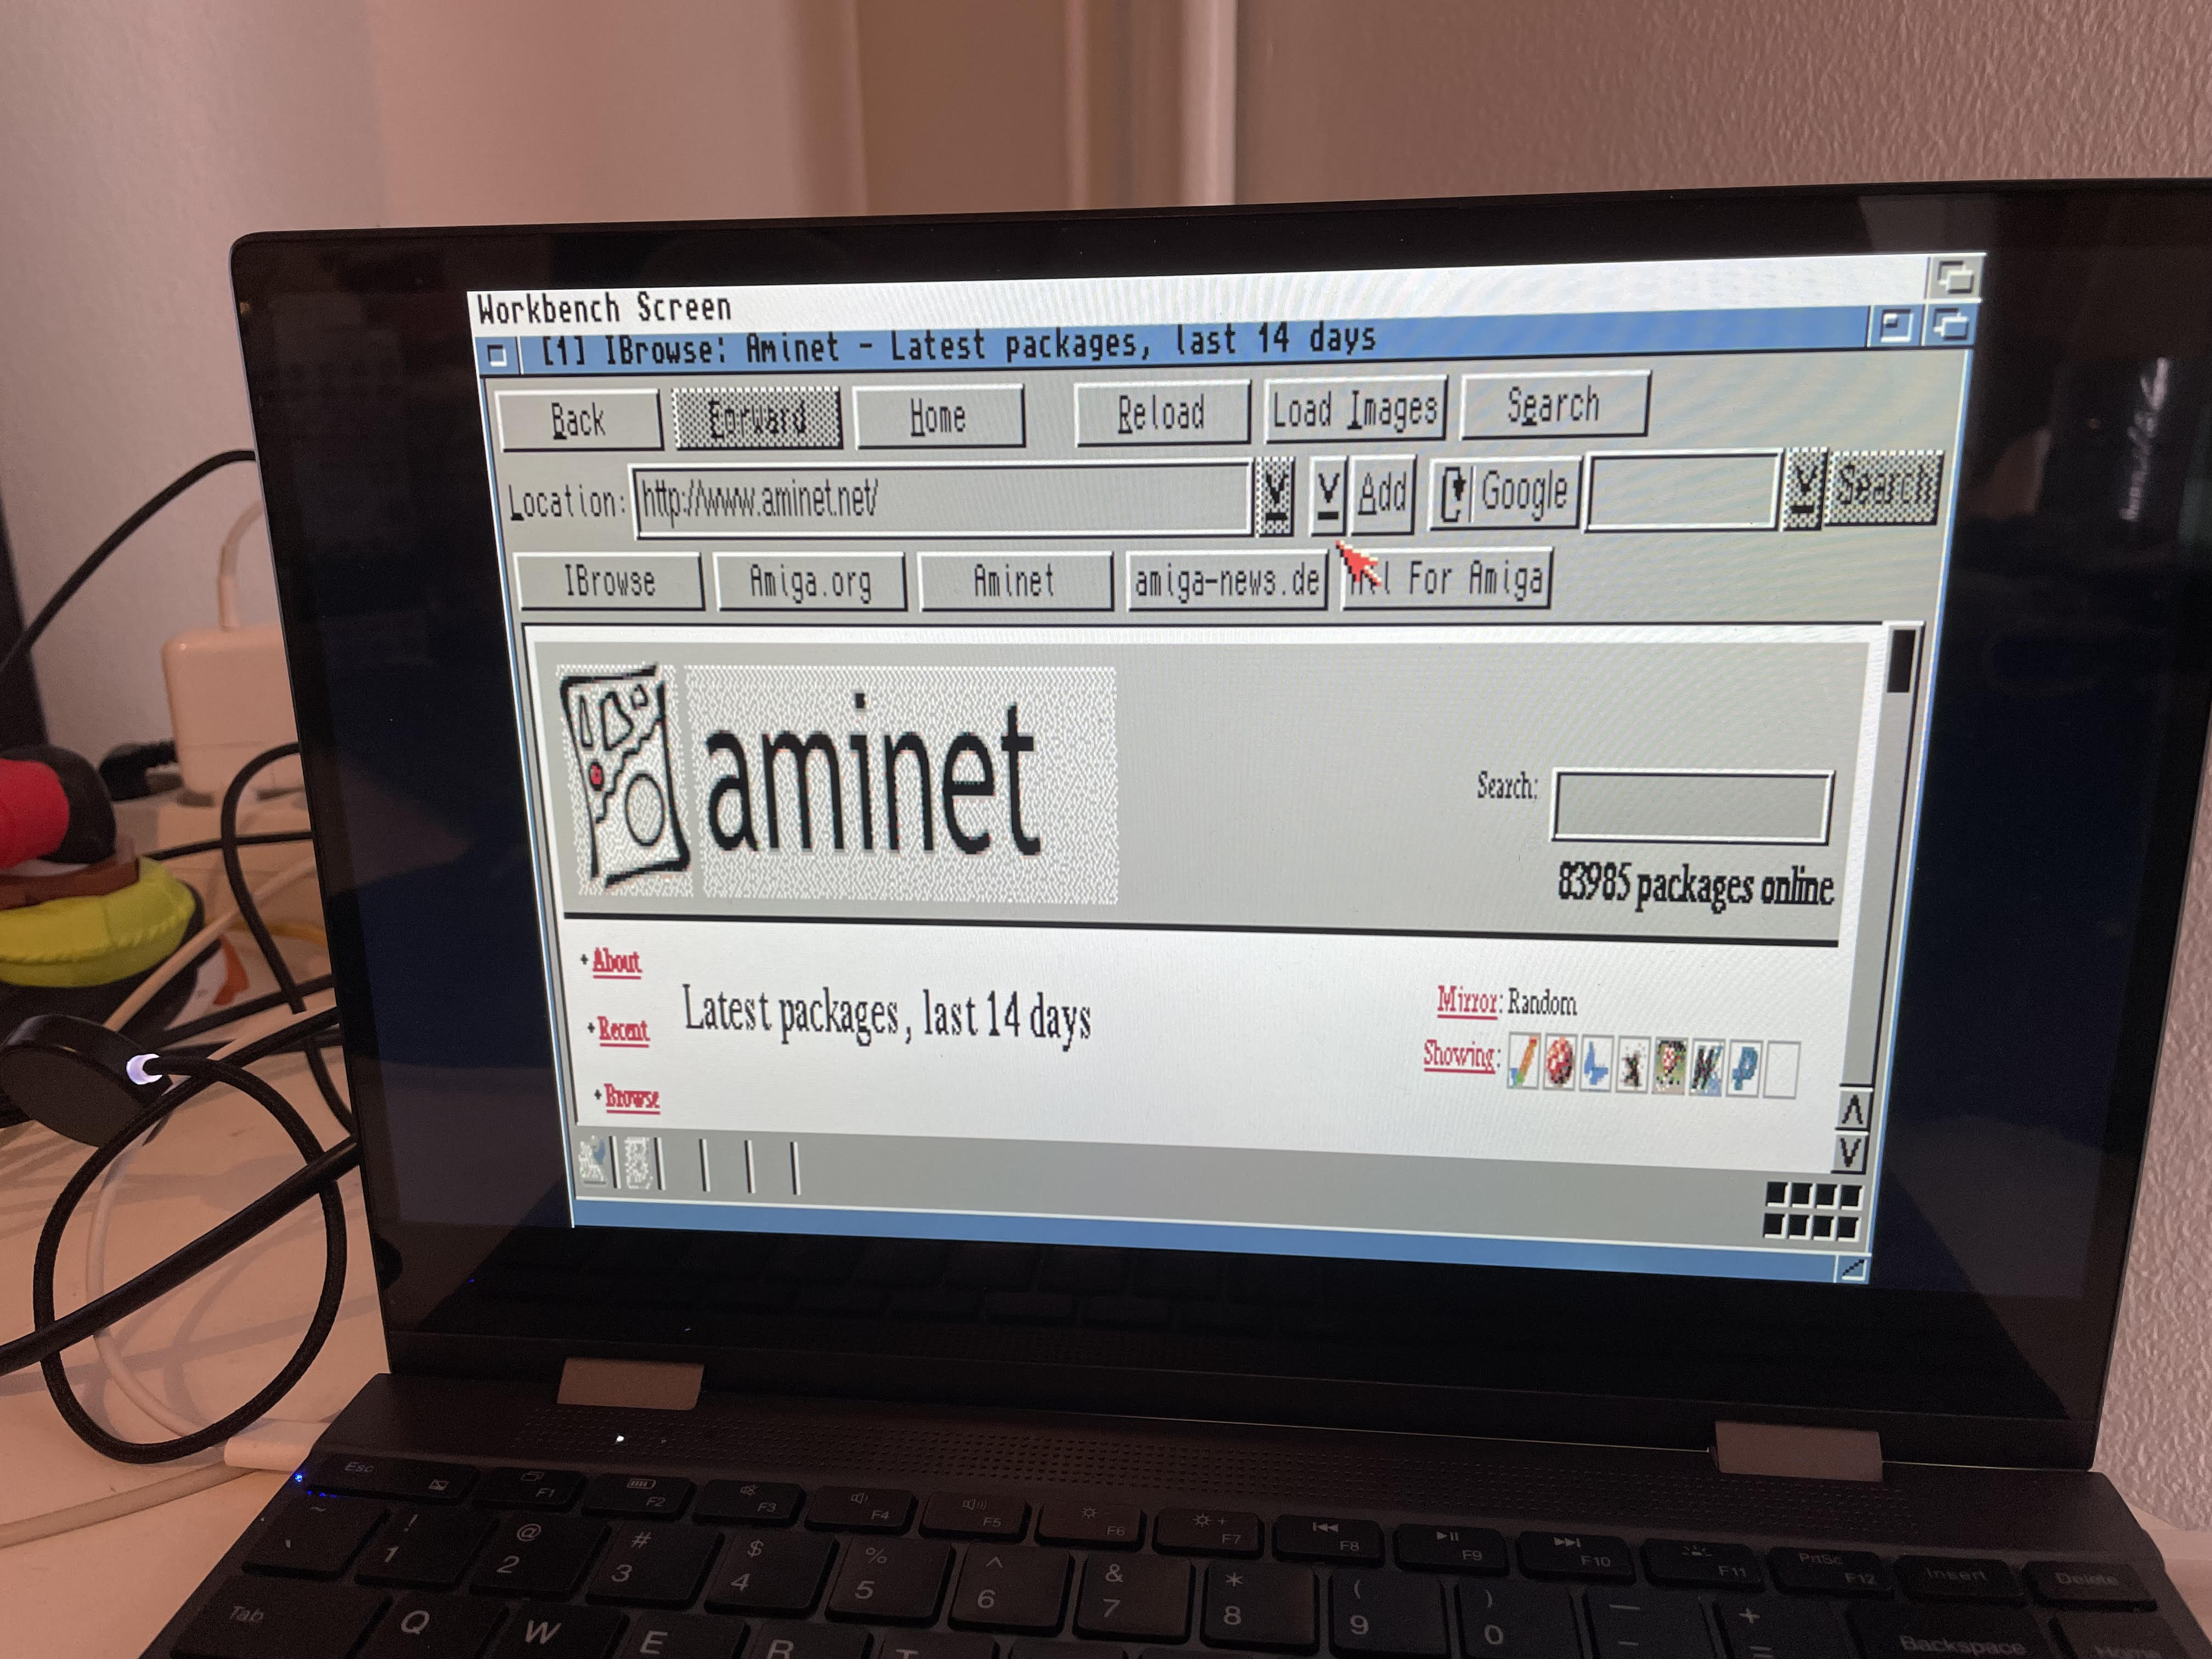 Workbench Screen
[1] IBrowse: Aminet - Latest packages, last 14 days
Back Forward Home Reload Load Images Search
Location: http://www.aminet.net/ Add Google Search
IBrowse Amiga.org Aminet amiga-news.de For Amiga
aminet
Search:
83985 packages online
About
Latest packages, last 14 days
Mirror: Random
Recent
Showing:
Browse
Esc F1 F2 F3 F4 F5 F6 F7 F8 F9 F10 F11 PrtSc F12 Insert Delete
~ ! @ # $ % ^ & * ( ) — +
` 1 2 3 4 5 6 7 8 9 0 - = Backspace Home
Tab Q W E R T